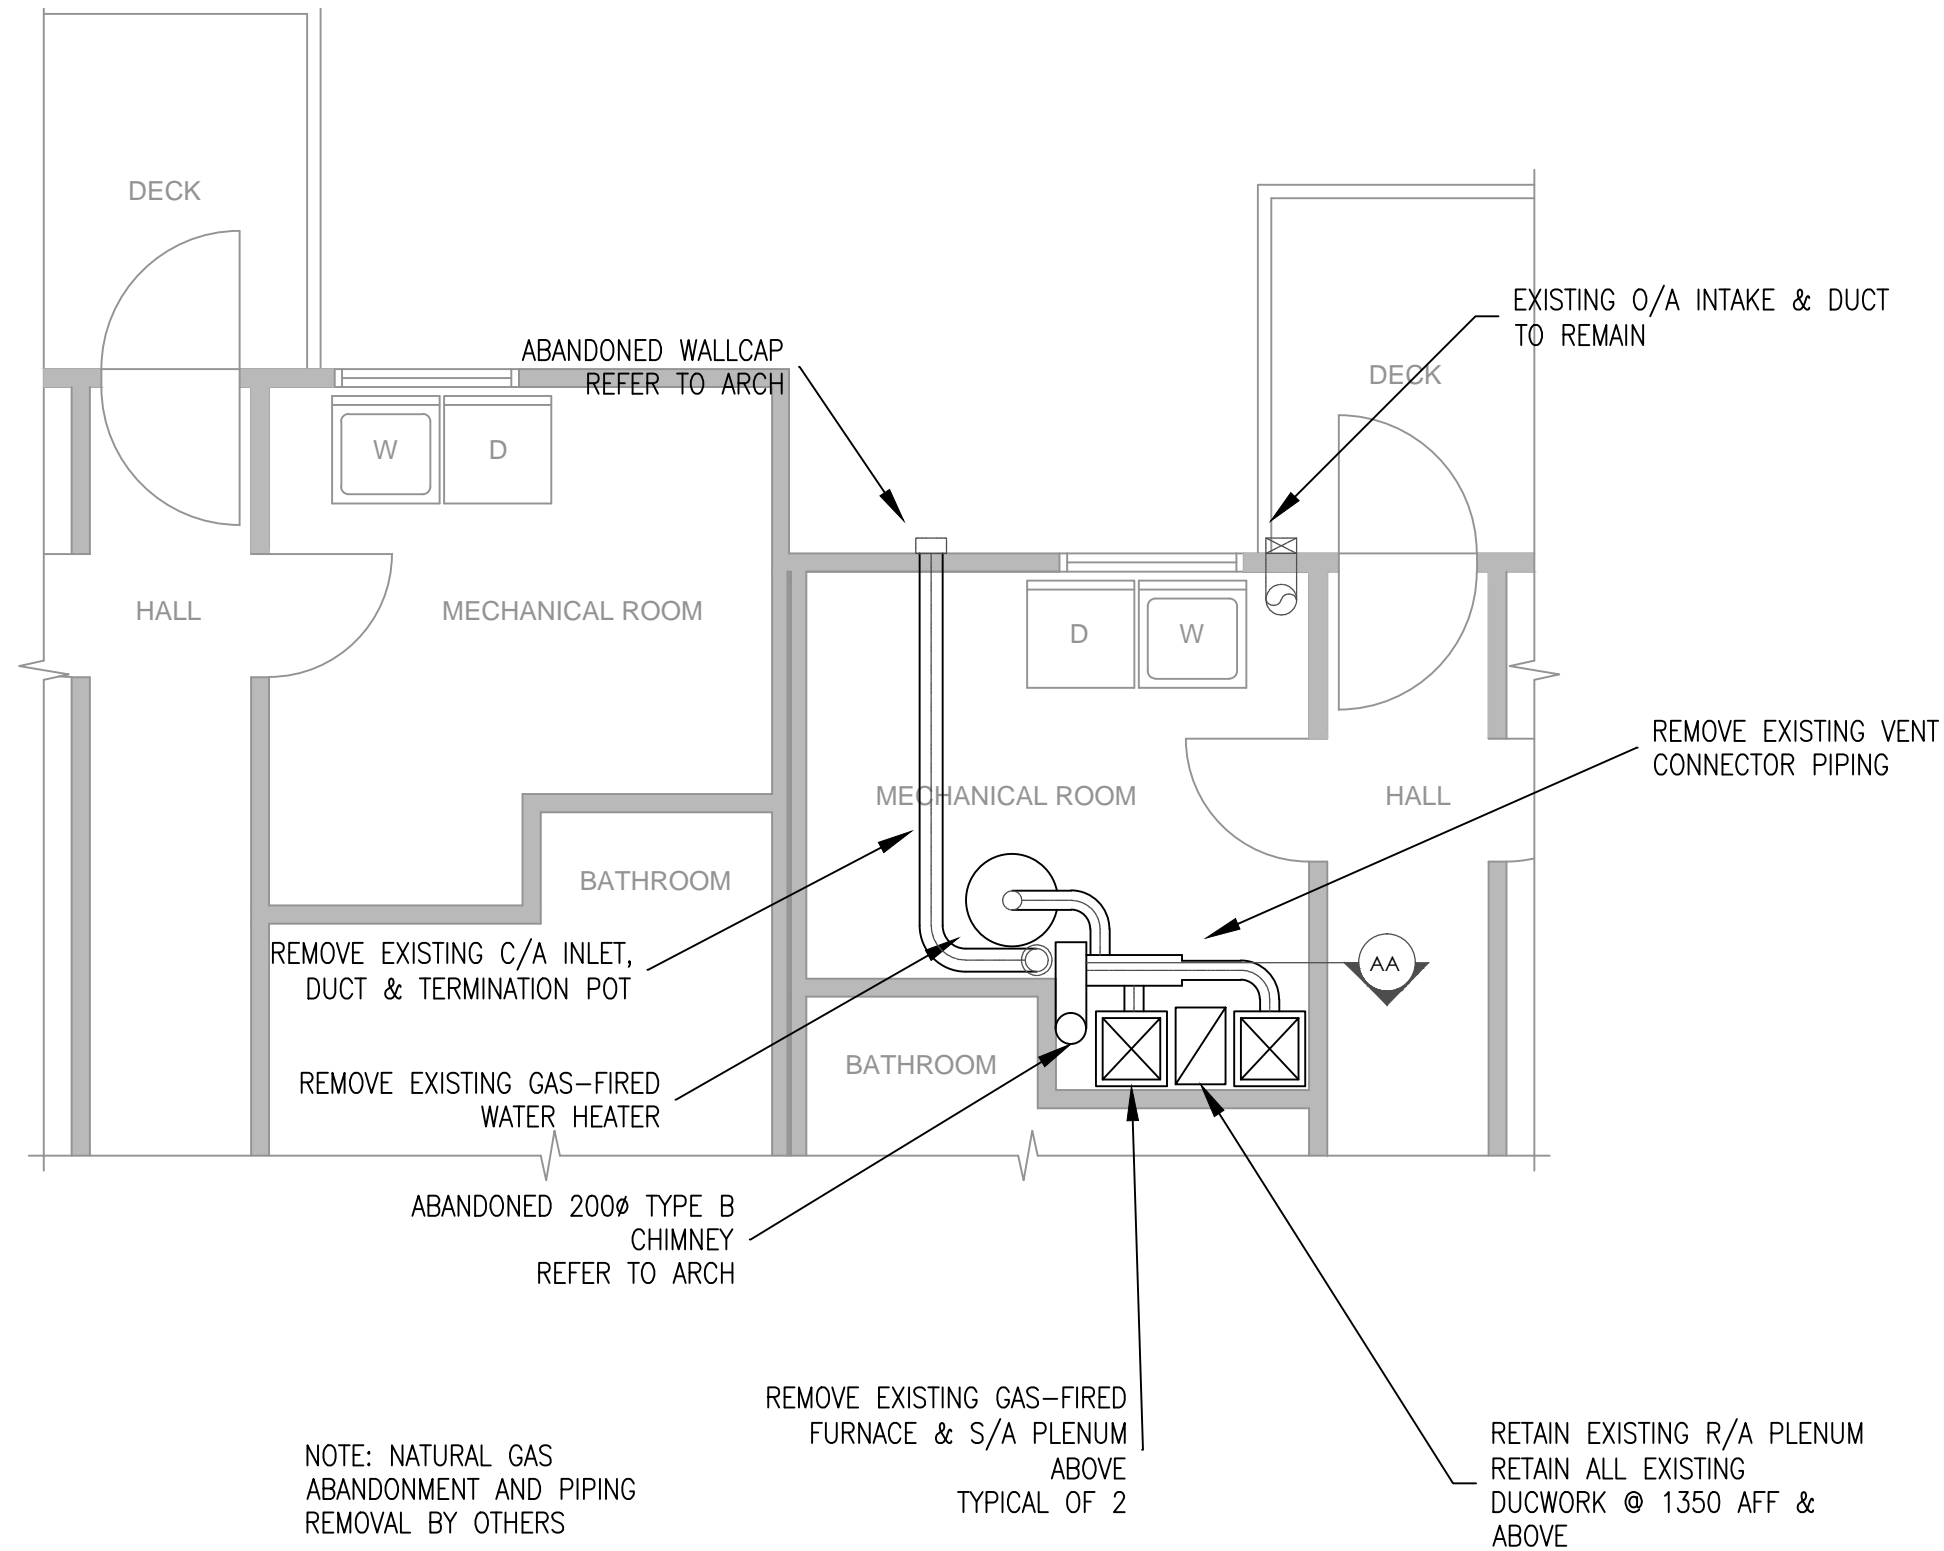 DECK
EXISTING O/A INTAKE & DUCT
TO REMAIN
ABANDONED WALLCAP
REFER TO ARCH
DECK
W
D
HALL
MECHANICAL ROOM
D
W
REMOVE EXISTING VENT
CONNECTOR PIPING
MECHANICAL ROOM
HALL
BATHROOM
REMOVE EXISTING C/A INLET,
DUCT & TERMINATION POT
AA
BATHROOM
REMOVE EXISTING GAS-FIRED
WATER HEATER
ABANDONED 200ø TYPE B
CHIMNEY
REFER TO ARCH
REMOVE EXISTING GAS-FIRED
FURNACE & S/A PLENUM
ABOVE
TYPICAL OF 2
RETAIN EXISTING R/A PLENUM
RETAIN ALL EXISTING
DUCWORK @ 1350 AFF &
ABOVE
NOTE: NATURAL GAS
ABANDONMENT AND PIPING
REMOVAL BY OTHERS